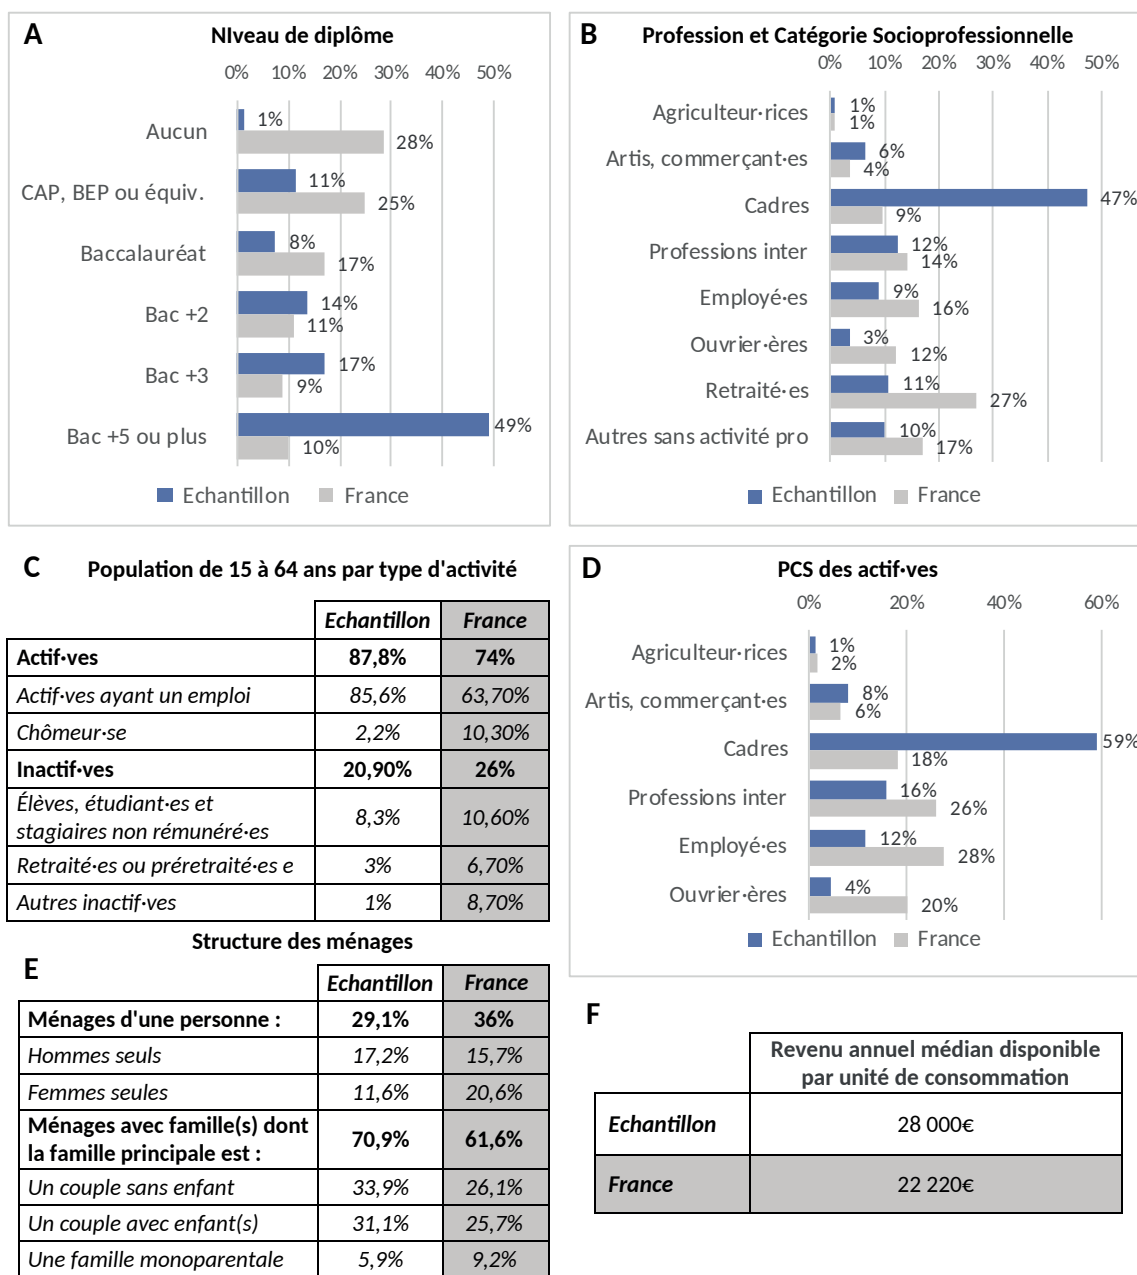 A
NIveau de diplôme
0% 10% 20% 30% 40% 50%
Aucun 1% 28%
CAP, BEP ou équiv. 11% 25%
Baccalauréat 8% 17%
Bac +2 14% 11%
Bac +3 17% 9%
Bac +5 ou plus 49% 10%
Echantillon France
B
Profession et Catégorie Socioprofessionnelle
0% 10% 20% 30% 40% 50%
Agriculteur·rices 1% 1%
Artis, commerçant·es 6% 4%
Cadres 47% 9%
Professions inter 12% 14%
Employé·es 9% 16%
Ouvrier·ères 3% 12%
Retraité·es 11% 27%
Autres sans activité pro 10% 17%
Echantillon France
C
Population de 15 à 64 ans par type d'activité
Echantillon France
Actif·ves 87,8% 74%
Actif·ves ayant un emploi 85,6% 63,70%
Chômeur·se 2,2% 10,30%
Inactif·ves 20,90% 26%
Élèves, étudiant·es et
stagiaires non rémunéré·es 8,3% 10,60%
Retraité·es ou préretraité·es e 3% 6,70%
Autres inactif·ves 1% 8,70%
D
PCS des actif·ves
0% 20% 40% 60%
Agriculteur·rices 1% 2%
Artis, commerçant·es 8% 6%
Cadres 59% 18%
Professions inter 16% 26%
Employé·es 12% 28%
Ouvrier·ères 4% 20%
Echantillon France
Structure des ménages
E
Echantillon France
Ménages d'une personne : 29,1% 36%
Hommes seuls 17,2% 15,7%
Femmes seules 11,6% 20,6%
Ménages avec famille(s) dont
la famille principale est : 70,9% 61,6%
Un couple sans enfant 33,9% 26,1%
Un couple avec enfant(s) 31,1% 25,7%
Une famille monoparentale 5,9% 9,2%
F
Revenu annuel médian disponible
par unité de consommation
Echantillon 28 000€
France 22 220€